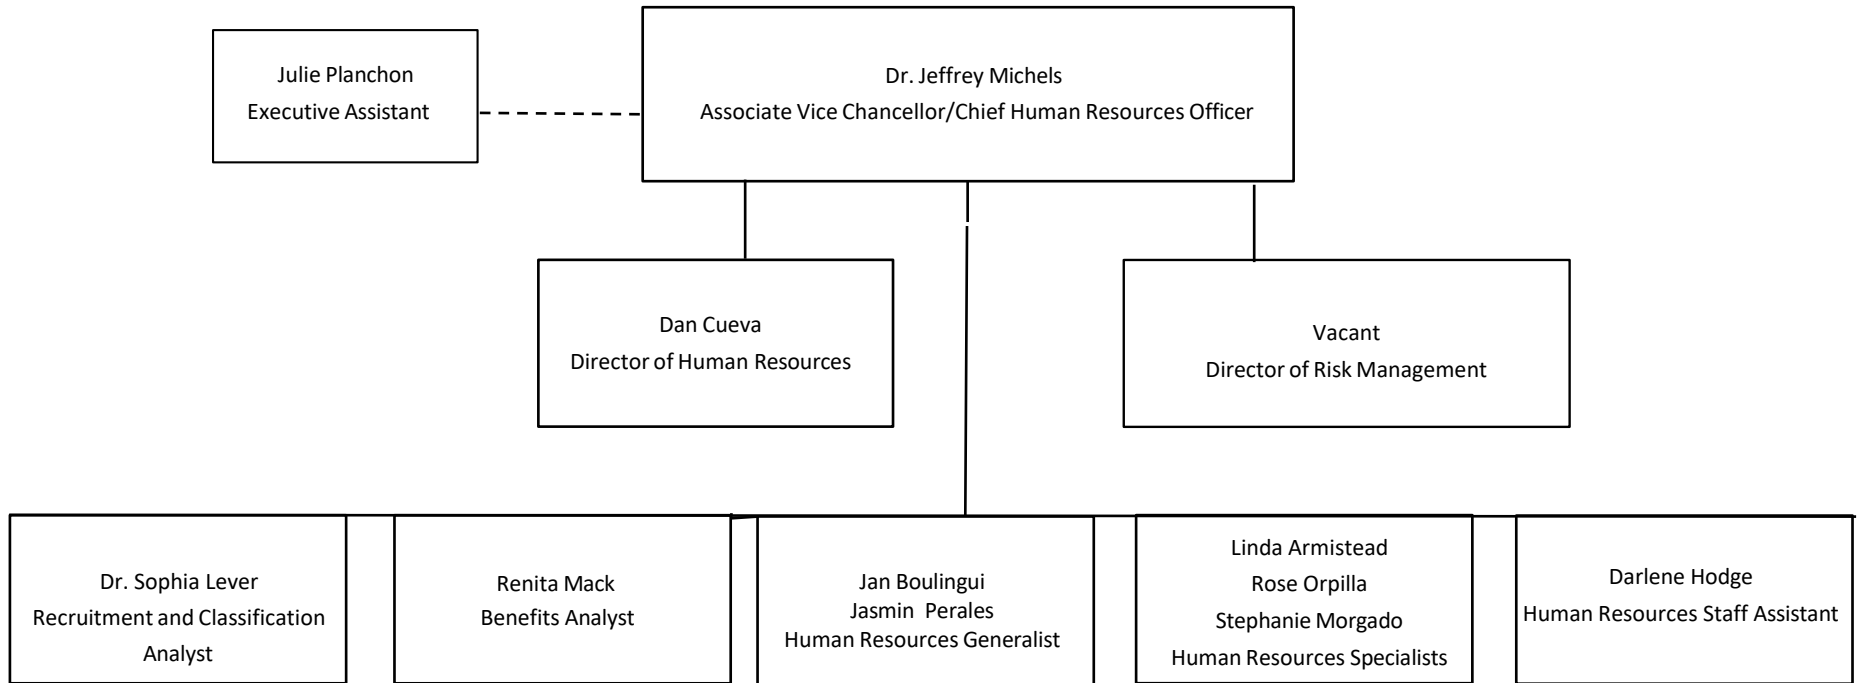 Julie Planchon
Executive Assistant
Dr. Jeffrey Michels
Associate Vice Chancellor/Chief Human Resources Officer
Dan Cueva
Director of Human Resources
Vacant
Director of Risk Management
Dr. Sophia Lever
Recruitment and Classification
Analyst
Renita Mack
Benefits Analyst
Jan Boulingui
Jasmin Perales
Human Resources Generalist
Linda Armistead
Rose Orpilla
Stephanie Morgado
Human Resources Specialists
Darlene Hodge
Human Resources Staff Assistant